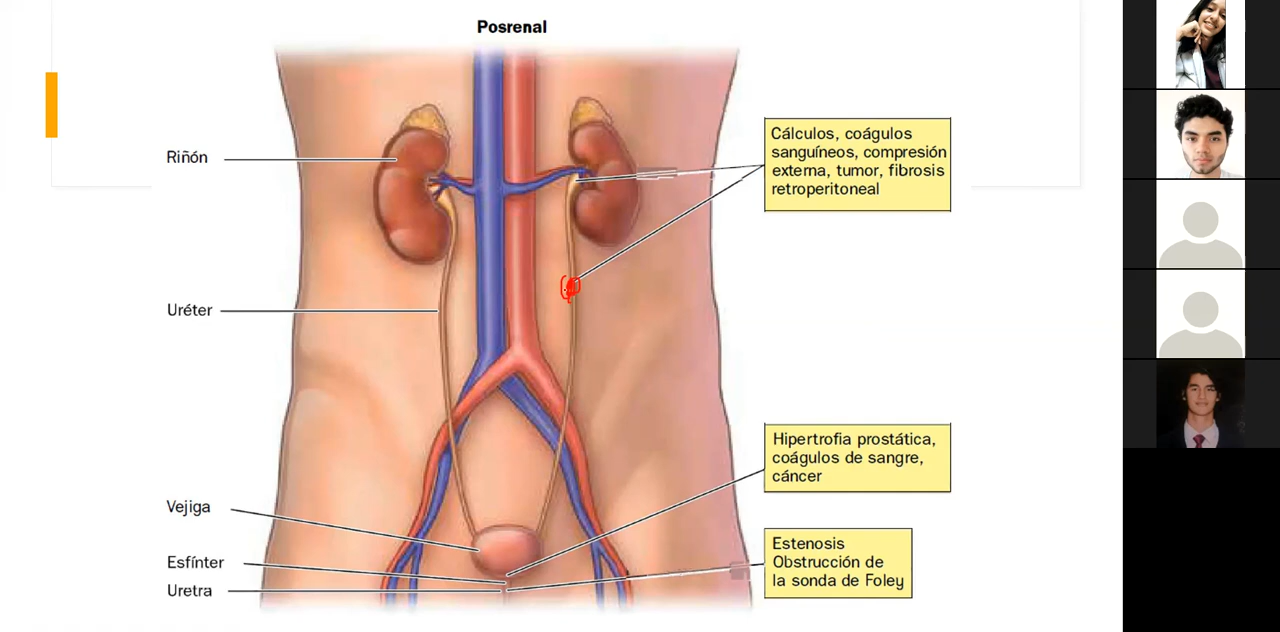 Posrenal
Riñón
Cálculos, coágulos
sanguíneos, compresión
externa, tumor, fibrosis
retroperitoneal
Uréter
Hipertrofia prostática,
coágulos de sangre,
cáncer
Vejiga
Esfínter
Uretra
Estenosis
Obstrucción de
la sonda de Foley